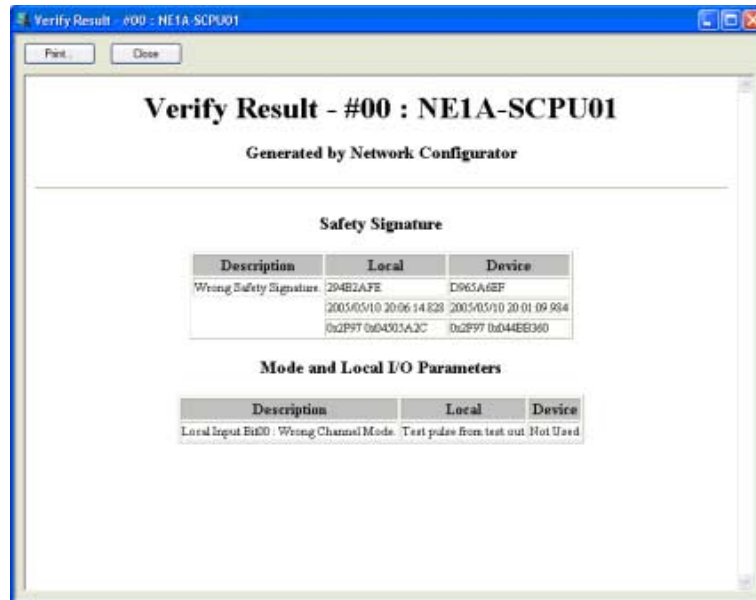 Verify Result - #00 : NE1A-SCPU01
Print... Close
Verify Result - #00 : NE1A-SCPU01
Generated by Network Configurator
Safety Signature
Description Local Device
Wrong Safety Signature. 294B2AFE D965A6EF
2005/05/10 20:06:14.828 2005/05/10 20:01:09.984
0x2F97 0x04505A2C 0x2F97 0x044BB360
Mode and Local I/O Parameters
Description Local Device
Local Input Bit00 : Wrong Channel Mode. Test pulse from test out Not Used